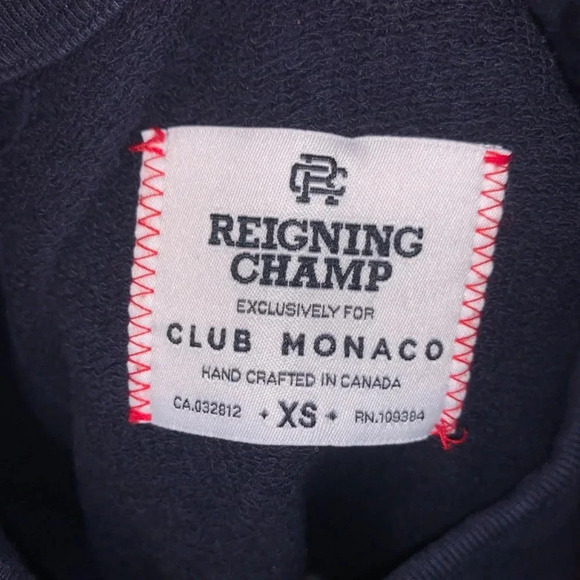 RC
REIGNING
CHAMP
EXCLUSIVELY FOR
CLUB MONACO
HAND CRAFTED IN CANADA
CA.032812 + XS + RN.109384